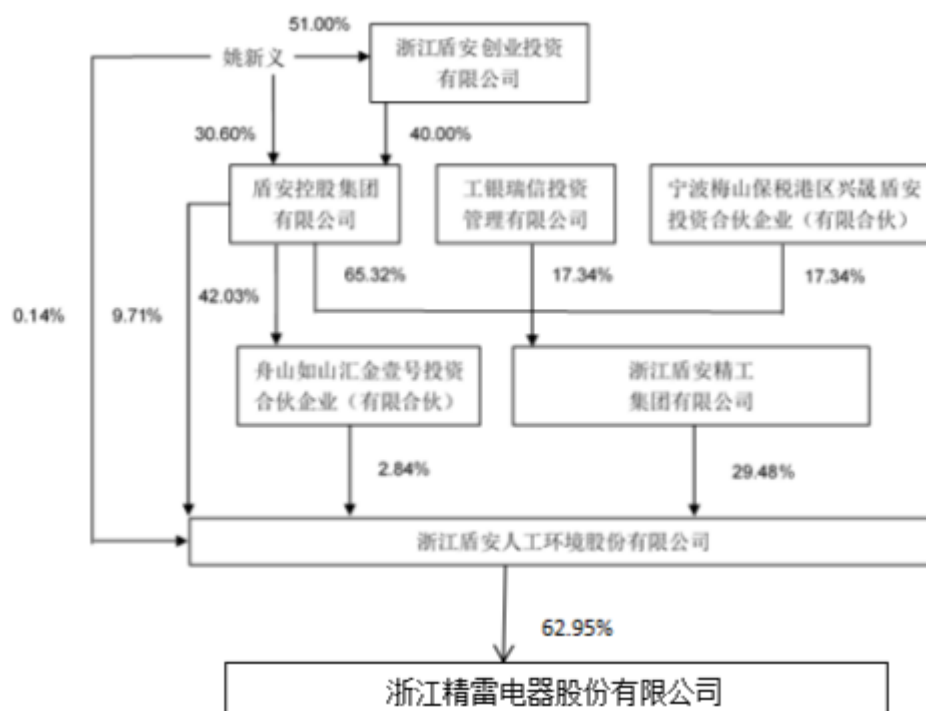 51.00%
姚新义
浙江盾安创业投资
有限公司
30.60%
40.00%
盾安控股集团
有限公司
工银瑞信投资
管理有限公司
宁波梅山保税港区兴晟盾安
投资合伙企业（有限合伙）
0.14%
9.71%
42.03%
65.32%
17.34%
17.34%
舟山如山汇金壹号投资
合伙企业（有限合伙）
浙江盾安精工
集团有限公司
2.84%
29.48%
浙江盾安人工环境股份有限公司
62.95%
浙江精雷电器股份有限公司